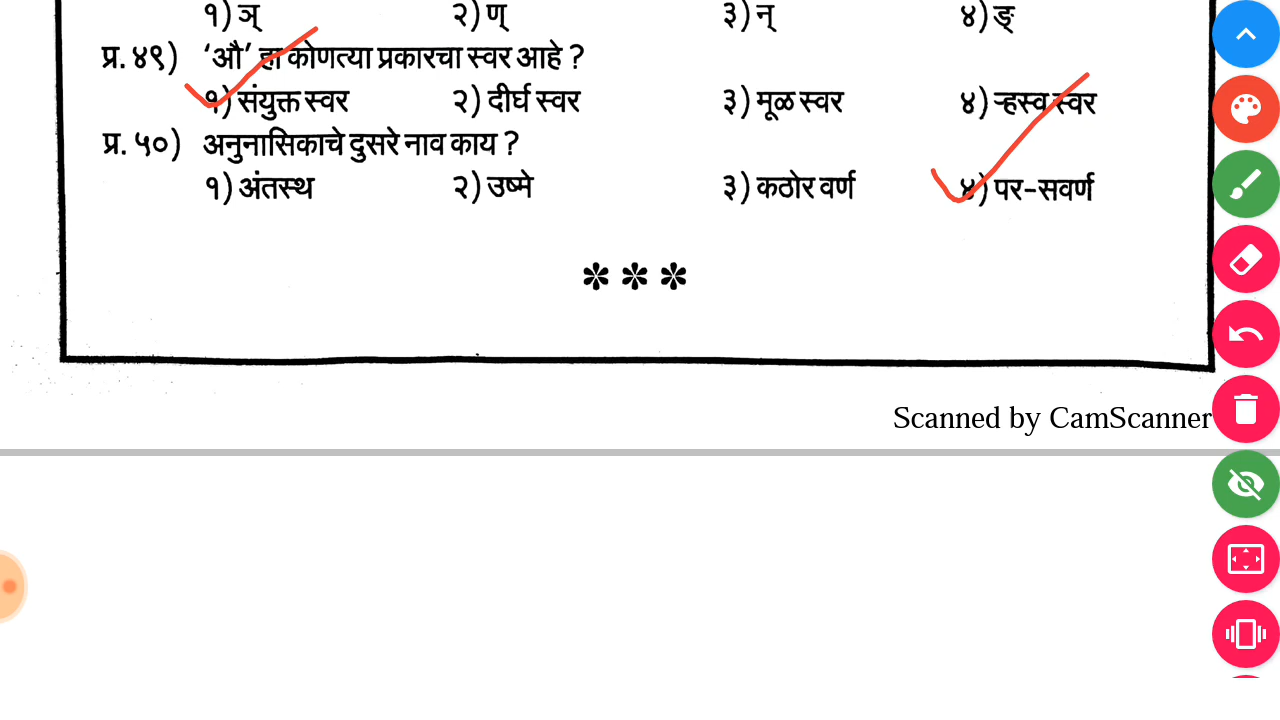 १) ञ् २) ण् ३) न् ४) ङ्
प्र. ४९) ‘औ’ हा कोणत्या प्रकारचा स्वर आहे ?
१) संयुक्त स्वर २) दीर्घ स्वर ३) मूळ स्वर ४) ऱ्हस्व स्वर
प्र. ५०) अनुनासिकाचे दुसरे नाव काय ?
१) अंतस्थ २) उष्मे ३) कठोर वर्ण ४) पर-सवर्ण
***
Scanned by CamScanner